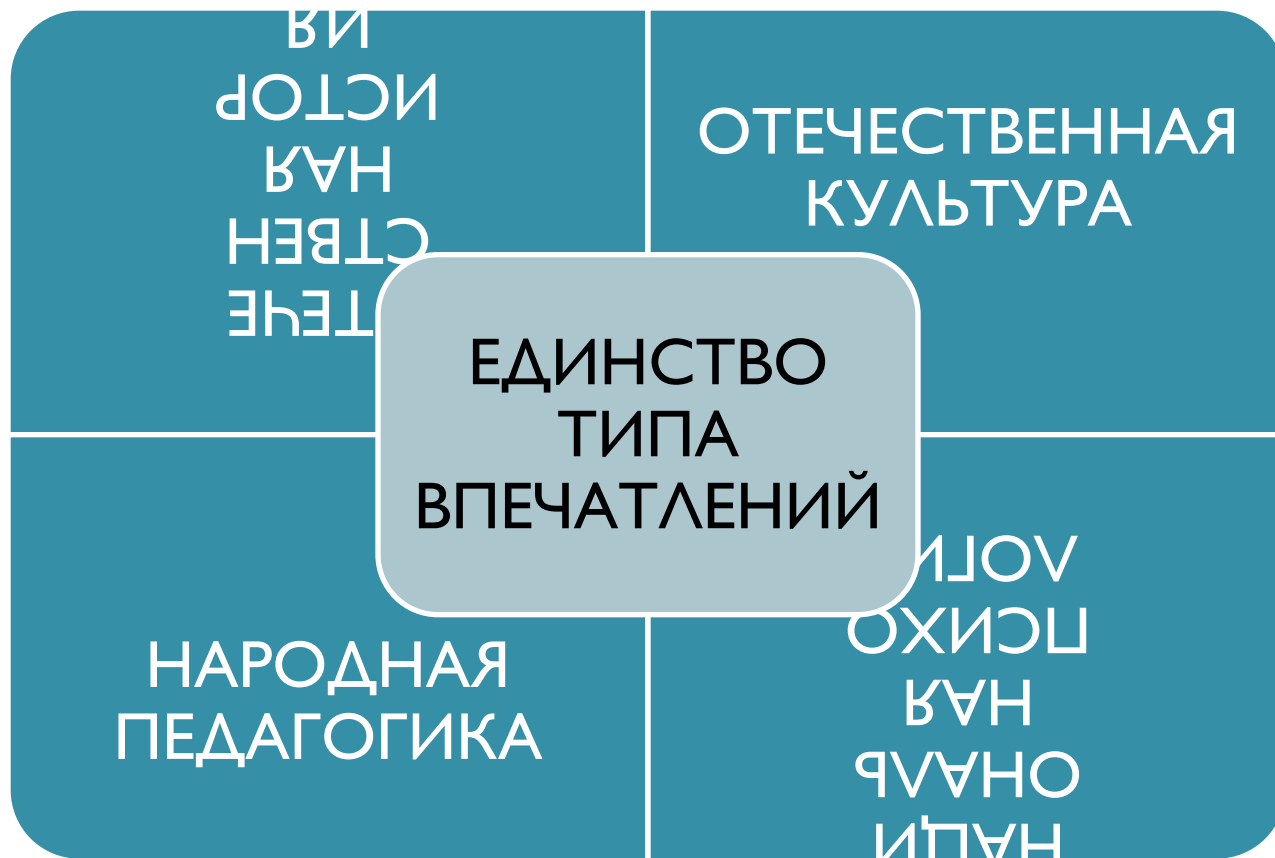 ТЕЧЕ
СТВЕН
НАЯ
ИСТОР
ИЯ
ОТЕЧЕСТВЕННАЯ
КУЛЬТУРА
ЕДИНСТВО
ТИПА
ВПЕЧАТЛЕНИЙ
НАРОДНАЯ
ПЕДАГОГИКА
НАЦИ
ОНАЛЬ
НАЯ
ПСИХО
ЛОГИ